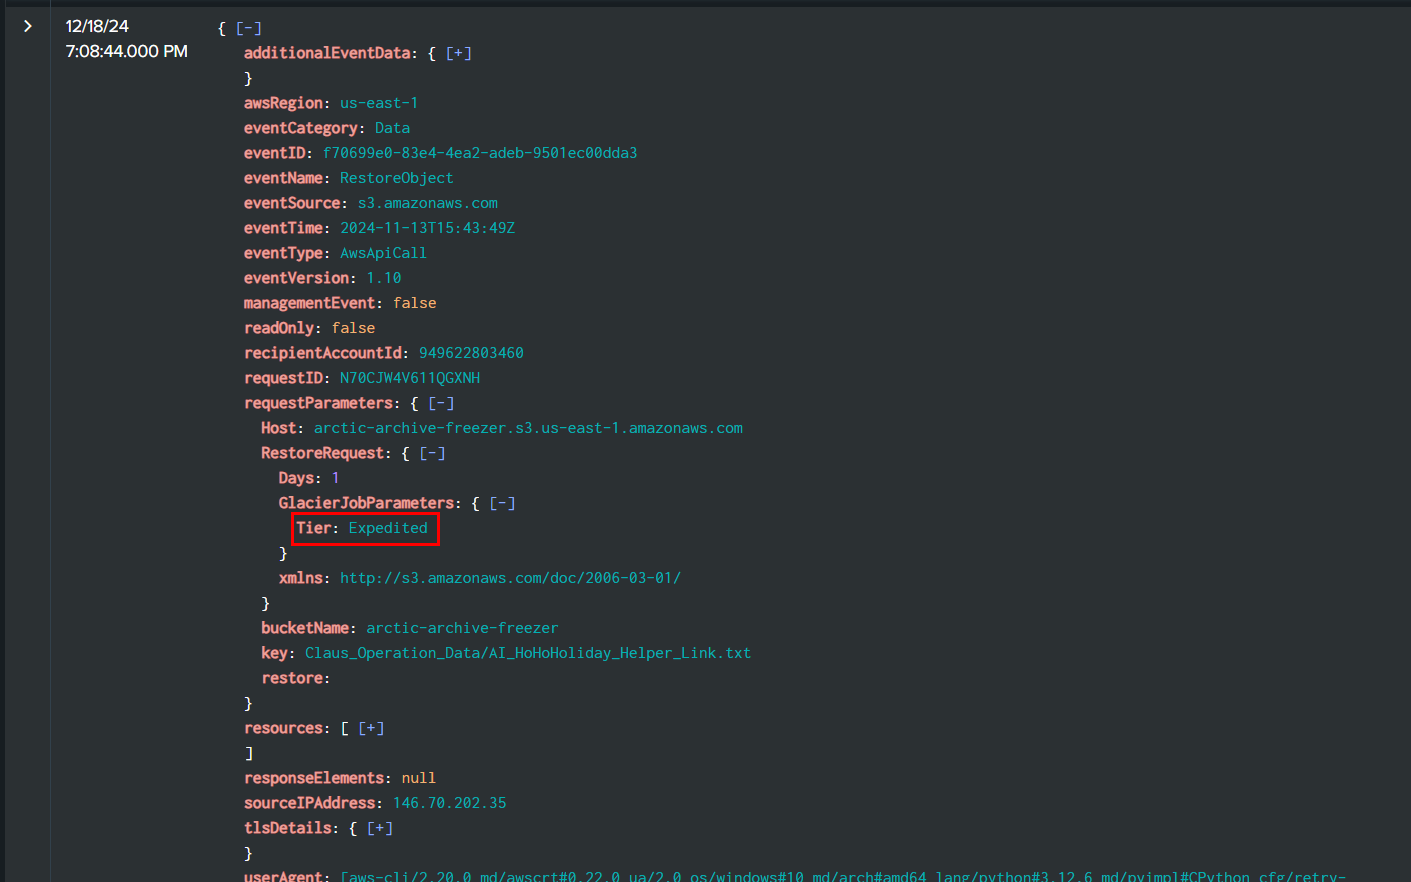 12/18/24
7:08:44.000 PM
{ [-]
additionalEventData: { [+]
}
awsRegion: us-east-1
eventCategory: Data
eventID: f70699e0-83e4-4ea2-adeb-9501ec00dda3
eventName: RestoreObject
eventSource: s3.amazonaws.com
eventTime: 2024-11-13T15:43:49Z
eventType: AwsApiCall
eventVersion: 1.10
managementEvent: false
readOnly: false
recipientAccountId: 949622803460
requestID: N70CJW4V611QGXNH
requestParameters: { [-]
Host: arctic-archive-freezer.s3.us-east-1.amazonaws.com
RestoreRequest: { [-]
Days: 1
GlacierJobParameters: { [-]
Tier: Expedited
}
xmlns: http://s3.amazonaws.com/doc/2006-03-01/
}
bucketName: arctic-archive-freezer
key: Claus_Operation_Data/AI_HoHoHoliday_Helper_Link.txt
restore:
}
resources: [ [+]
]
responseElements: null
sourceIPAddress: 146.70.202.35
tlsDetails: { [+]
}
userAgent: [aws-cli/2.20.0 md/awscrt#0.22.0 ua/2.0 os/windows#10 md/arch#amd64 lang/python#3.12.6 md/pyimpl#CPython cfg/retry-